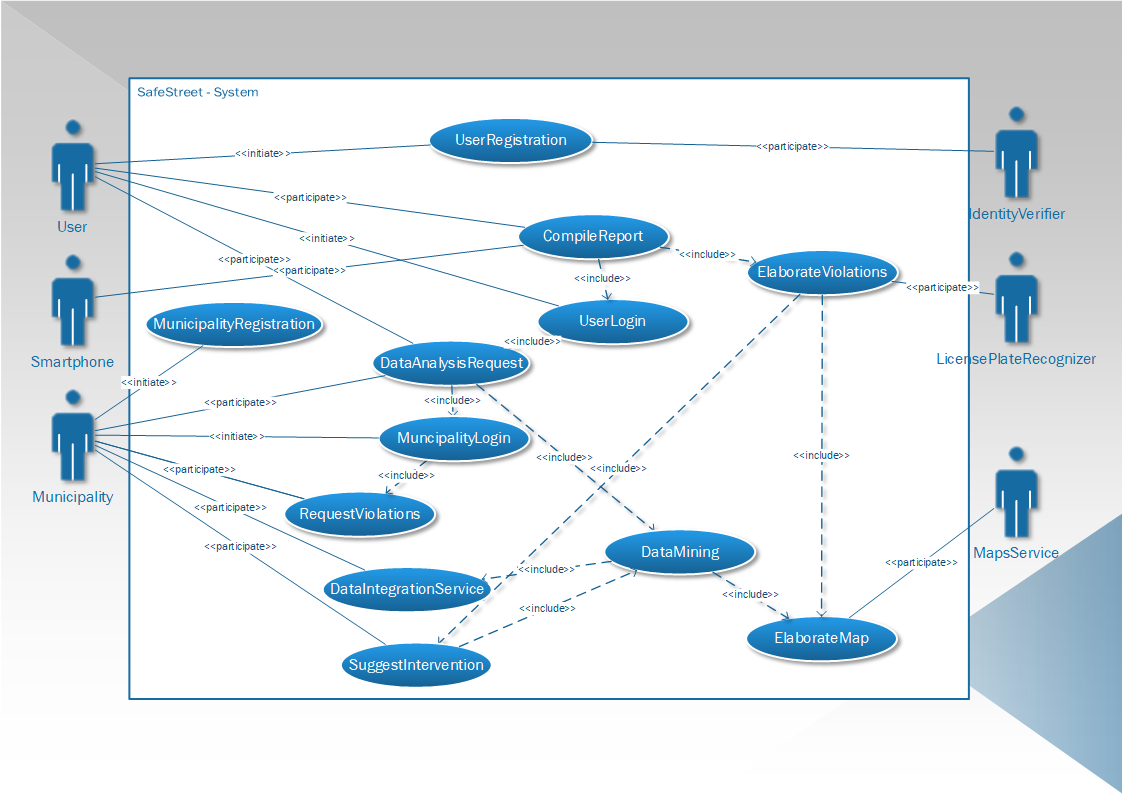 SafeStreet - System
UserRegistration
<<initiate>>
<<participate>>
<<participate>>
IdentityVerifier
User
CompileReport
<<initiate>>
<<include>>
<<participate>>
<<participate>>
ElaborateViolations
<<include>>
<<participate>>
MunicipalityRegistration
UserLogin
<<include>>
Smartphone
DataAnalysisRequest
LicensePlateRecognizer
<<initiate>>
<<participate>>
<<include>>
<<initiate>>
MuncipalityLogin
<<include>>
<<include>>
<<participate>>
<<include>>
<<include>>
Municipality
<<participate>>
RequestViolations
<<participate>>
DataMining
MapsService
<<include>>
<<participate>>
DataIntegrationService
<<include>>
<<include>>
ElaborateMap
SuggestIntervention